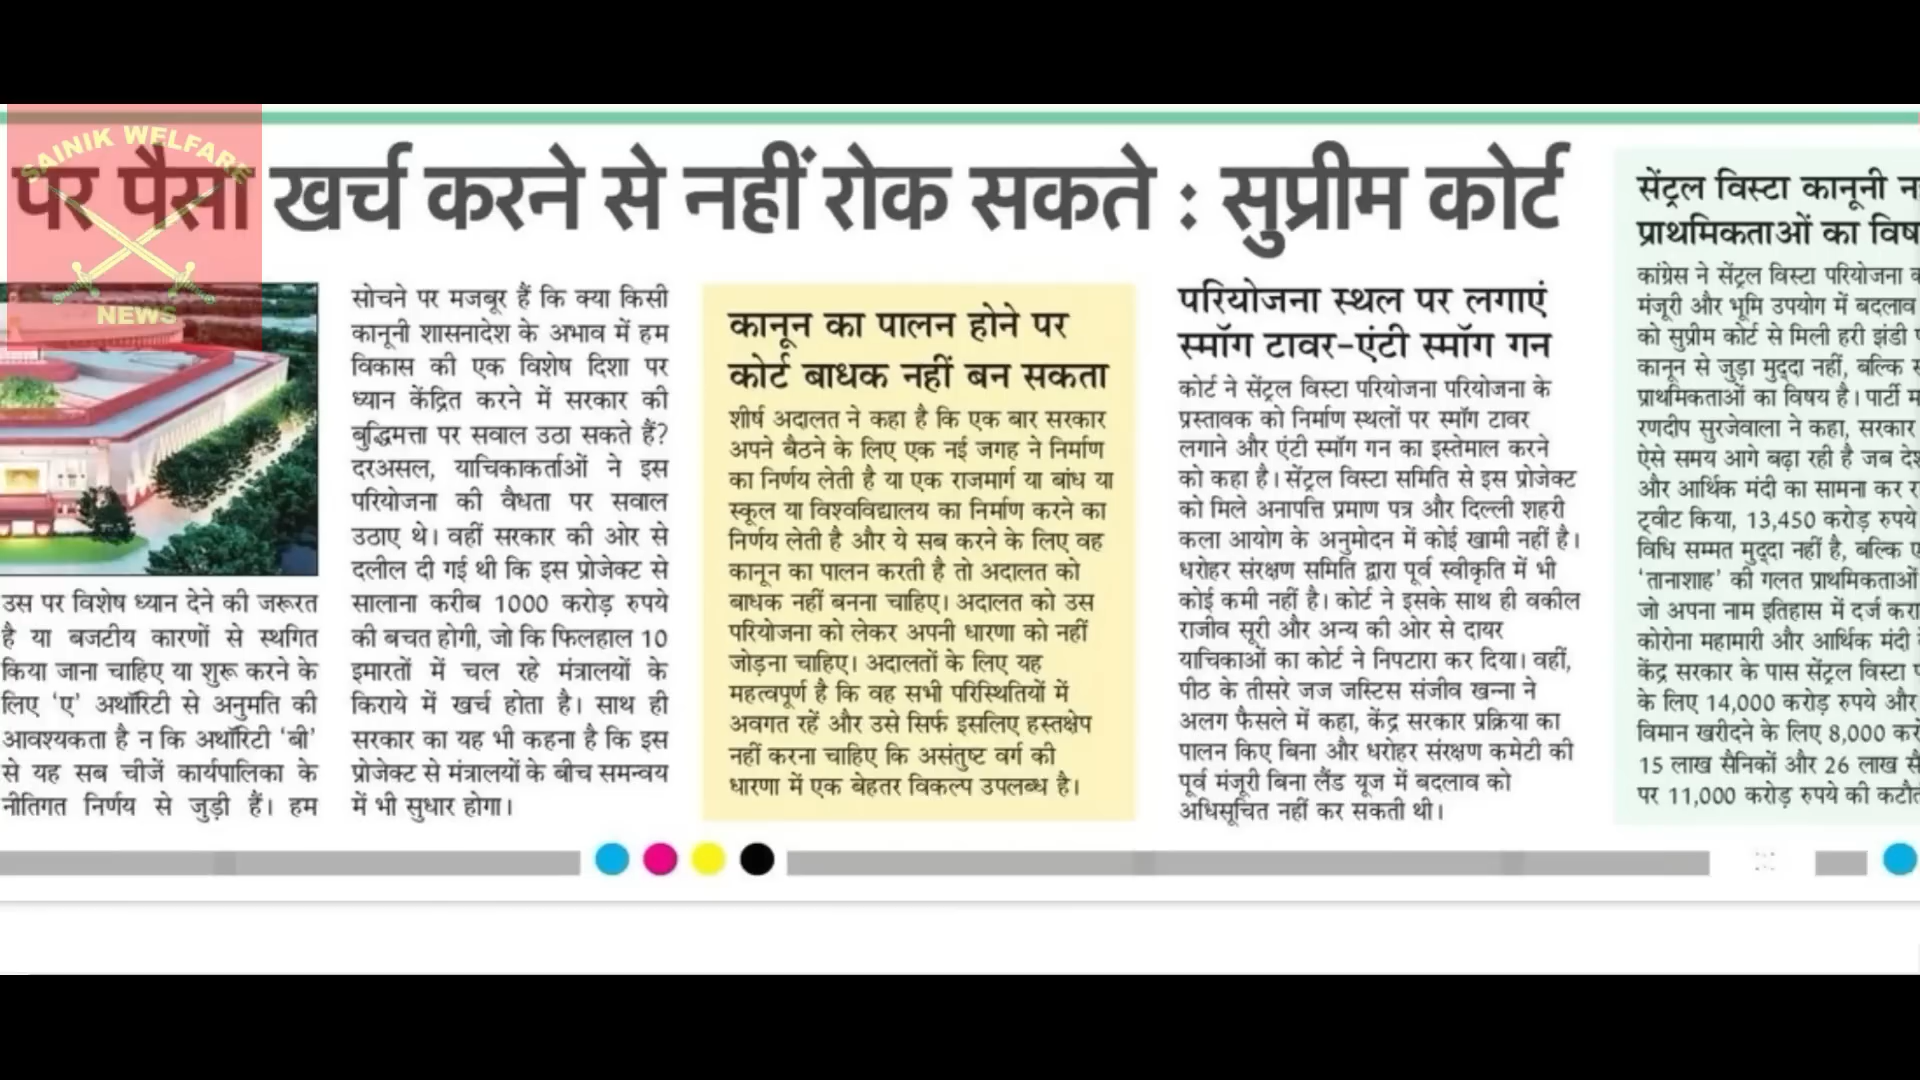 SAINIK WELFARE
NEWS
पर पैसा खर्च करने से नहीं रोक सकते : सुप्रीम कोर्ट
उस पर विशेष ध्यान देने की जरूरत
है या बजटीय कारणों से स्थगित
किया जाना चाहिए या शुरू करने के
लिए ‘ए’ अथॉरिटी से अनुमति की
आवश्यकता है न कि अथॉरिटी ‘बी’
से यह सब चीजें कार्यपालिका के
नीतिगत निर्णय से जुड़ी हैं। हम
सोचने पर मजबूर हैं कि क्या किसी
कानूनी शासनादेश के अभाव में हम
विकास की एक विशेष दिशा पर
ध्यान केंद्रित करने में सरकार की
बुद्धिमत्ता पर सवाल उठा सकते हैं?
दरअसल, याचिकाकर्ताओं ने इस
परियोजना की वैधता पर सवाल
उठाए थे। वहीं सरकार की ओर से
दलील दी गई थी कि इस प्रोजेक्ट से
सालाना करीब 1000 करोड़ रुपये
की बचत होगी, जो कि फिलहाल 10
इमारतों में चल रहे मंत्रालयों के
किराये में खर्च होता है। साथ ही
सरकार का यह भी कहना है कि इस
प्रोजेक्ट से मंत्रालयों के बीच समन्वय
में भी सुधार होगा।
कानून का पालन होने पर
कोर्ट बाधक नहीं बन सकता
शीर्ष अदालत ने कहा है कि एक बार सरकार
अपने बैठने के लिए एक नई जगह ने निर्माण
का निर्णय लेती है या एक राजमार्ग या बांध या
स्कूल या विश्वविद्यालय का निर्माण करने का
निर्णय लेती है और ये सब करने के लिए वह
कानून का पालन करती है तो अदालत को
बाधक नहीं बनना चाहिए। अदालत को उस
परियोजना को लेकर अपनी धारणा को नहीं
जोड़ना चाहिए। अदालतों के लिए यह
महत्वपूर्ण है कि वह सभी परिस्थितियों में
अवगत रहें और उसे सिर्फ इसलिए हस्तक्षेप
नहीं करना चाहिए कि असंतुष्ट वर्ग की
धारणा में एक बेहतर विकल्प उपलब्ध है।
परियोजना स्थल पर लगाएं
स्मॉग टावर-एंटी स्मॉग गन
कोर्ट ने सेंट्रल विस्टा परियोजना परियोजना के
प्रस्तावक को निर्माण स्थलों पर स्मॉग टावर
लगाने और एंटी स्मॉग गन का इस्तेमाल करने
को कहा है। सेंट्रल विस्टा समिति से इस प्रोजेक्ट
को मिले अनापत्ति प्रमाण पत्र और दिल्ली शहरी
कला आयोग के अनुमोदन में कोई खामी नहीं है।
धरोहर संरक्षण समिति द्वारा पूर्व स्वीकृति में भी
कोई कमी नहीं है। कोर्ट ने इसके साथ ही वकील
राजीव सूरी और अन्य की ओर से दायर
याचिकाओं का कोर्ट ने निपटारा कर दिया। वहीं,
पीठ के तीसरे जज जस्टिस संजीव खन्ना ने
अलग फैसले में कहा, केंद्र सरकार प्रक्रिया का
पालन किए बिना और धरोहर संरक्षण कमेटी की
पूर्व मंजूरी बिना लैंड यूज में बदलाव को
अधिसूचित नहीं कर सकती थी।
सेंट्रल विस्टा कानूनी
प्राथमिकताओं का
कांग्रेस ने सेंट्रल विस्टा परियोजना
मंजूरी और भूमि उपयोग में बदलाव
को सुप्रीम कोर्ट से मिली हरी झंडी
कानून से जुड़ा मुद्दा नहीं, बल्कि
प्राथमिकताओं का विषय है। पार्टी
रणदीप सुरजेवाला ने कहा, सरकार
ऐसे समय आगे बढ़ा रही है जब
और आर्थिक मंदी का सामना कर
ट्वीट किया, 13,450 करोड़ रुपये
विधि सम्मत मुद्दा नहीं है, बल्कि
‘तानाशाह’ की गलत प्राथमिकताओं
जो अपना नाम इतिहास में दर्ज
कोरोना महामारी और आर्थिक मंदी
केंद्र सरकार के पास सेंट्रल विस्टा
के लिए 14,000 करोड़ रुपये और
विमान खरीदने के लिए 8,000
15 लाख सैनिकों और 26 लाख
पर 11,000 करोड़ रुपये की